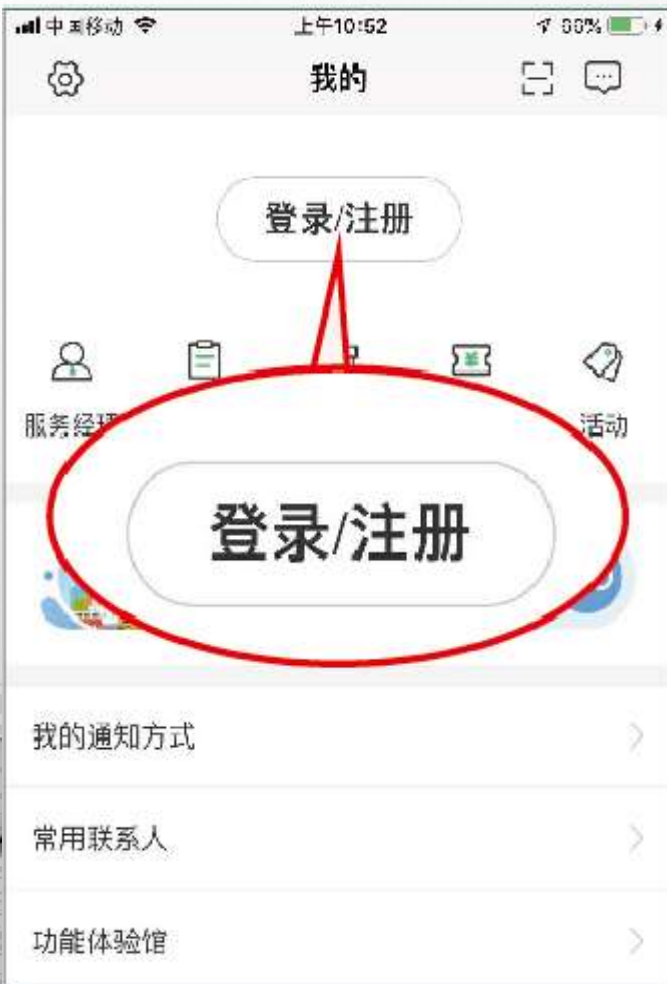 中国移动 上午10:52
我的
登录/注册
服务经 活动
登录/注册
我的通知方式
常用联系人
功能体验馆